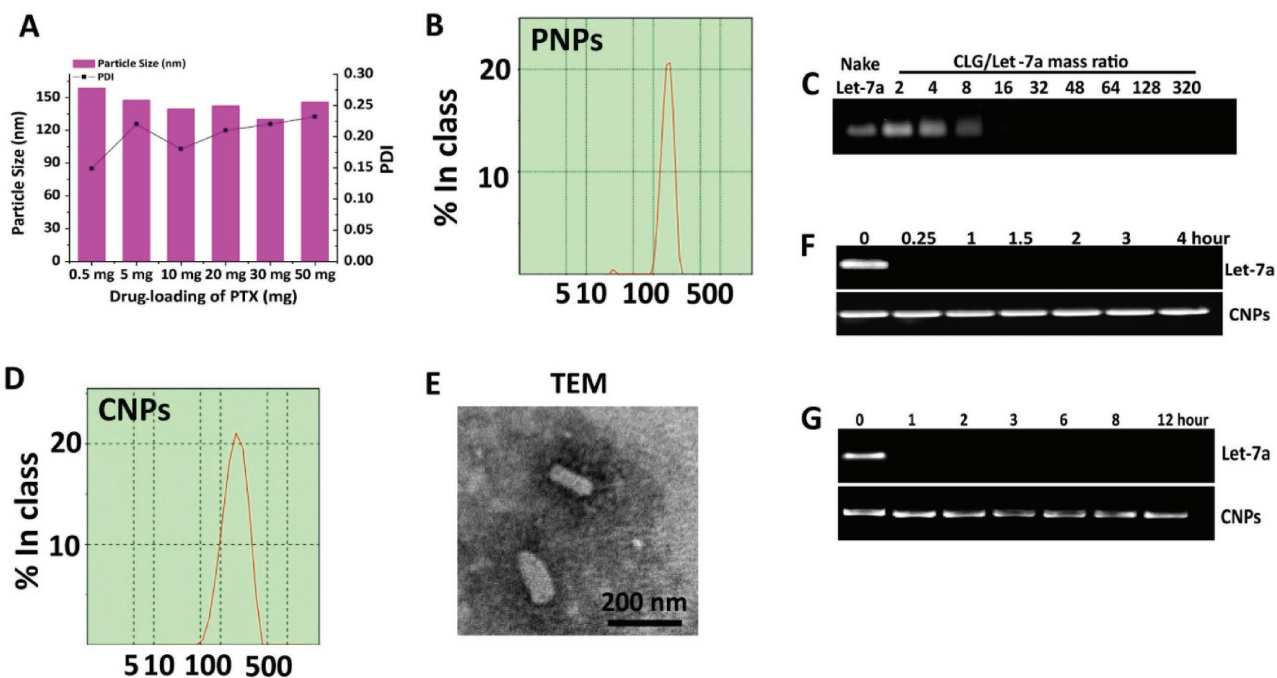 A
Particle Size (nm)
PDI
150
120
90
60
30
0
Particle Size (nm)
0.30
0.25
0.20
0.15
0.10
0.05
0.00
PDI
0.5 mg 5 mg 10 mg 20 mg 30 mg 50 mg
Drug-loading of PTX (mg)
B
PNPs
20
10
% In class
5 10 100 500
C
Nake
Let-7a
CLG/Let -7a mass ratio
2 4 8 16 32 48 64 128 320
D
CNPs
20
10
% In class
5 10 100 500
E
TEM
200 nm
F
0 0.25 1 1.5 2 3 4 hour
Let-7a
CNPs
G
0 1 2 3 6 8 12 hour
Let-7a
CNPs